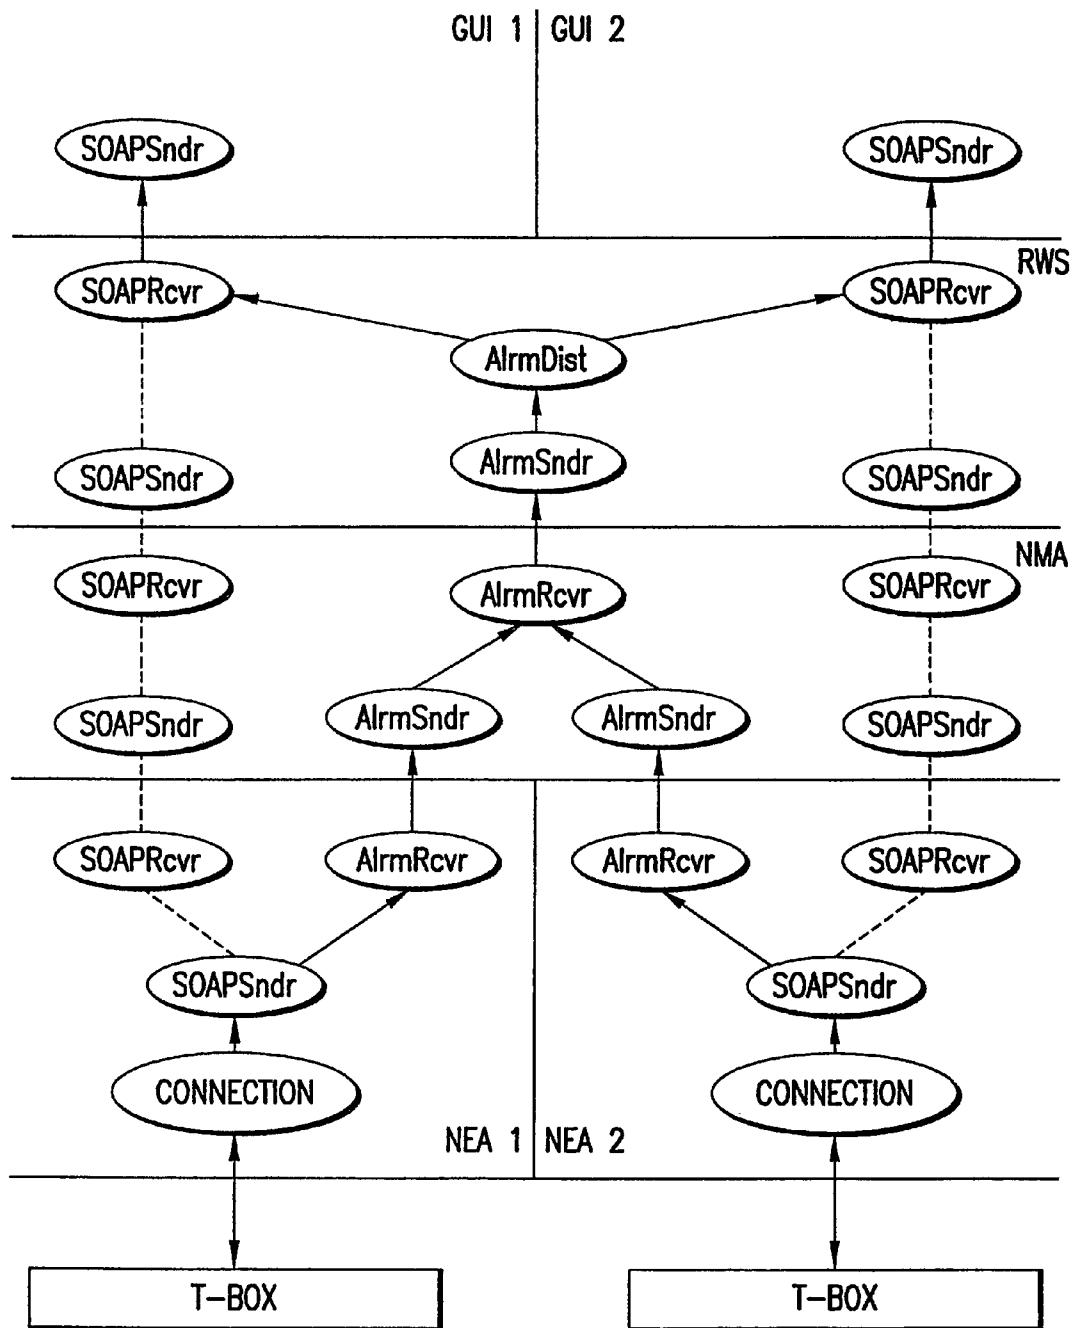 GUI 1 GUI 2
SOAPSndr SOAPSndr
RWS
SOAPRcvr SOAPRcvr
AlrmDist
SOAPSndr AlrmSndr SOAPSndr
NMA
SOAPRcvr AlrmRcvr SOAPRcvr
SOAPSndr AlrmSndr AlrmSndr SOAPSndr
SOAPRcvr AlrmRcvr AlrmRcvr SOAPRcvr
SOAPSndr SOAPSndr
CONNECTION CONNECTION
NEA 1 NEA 2
T-BOX T-BOX